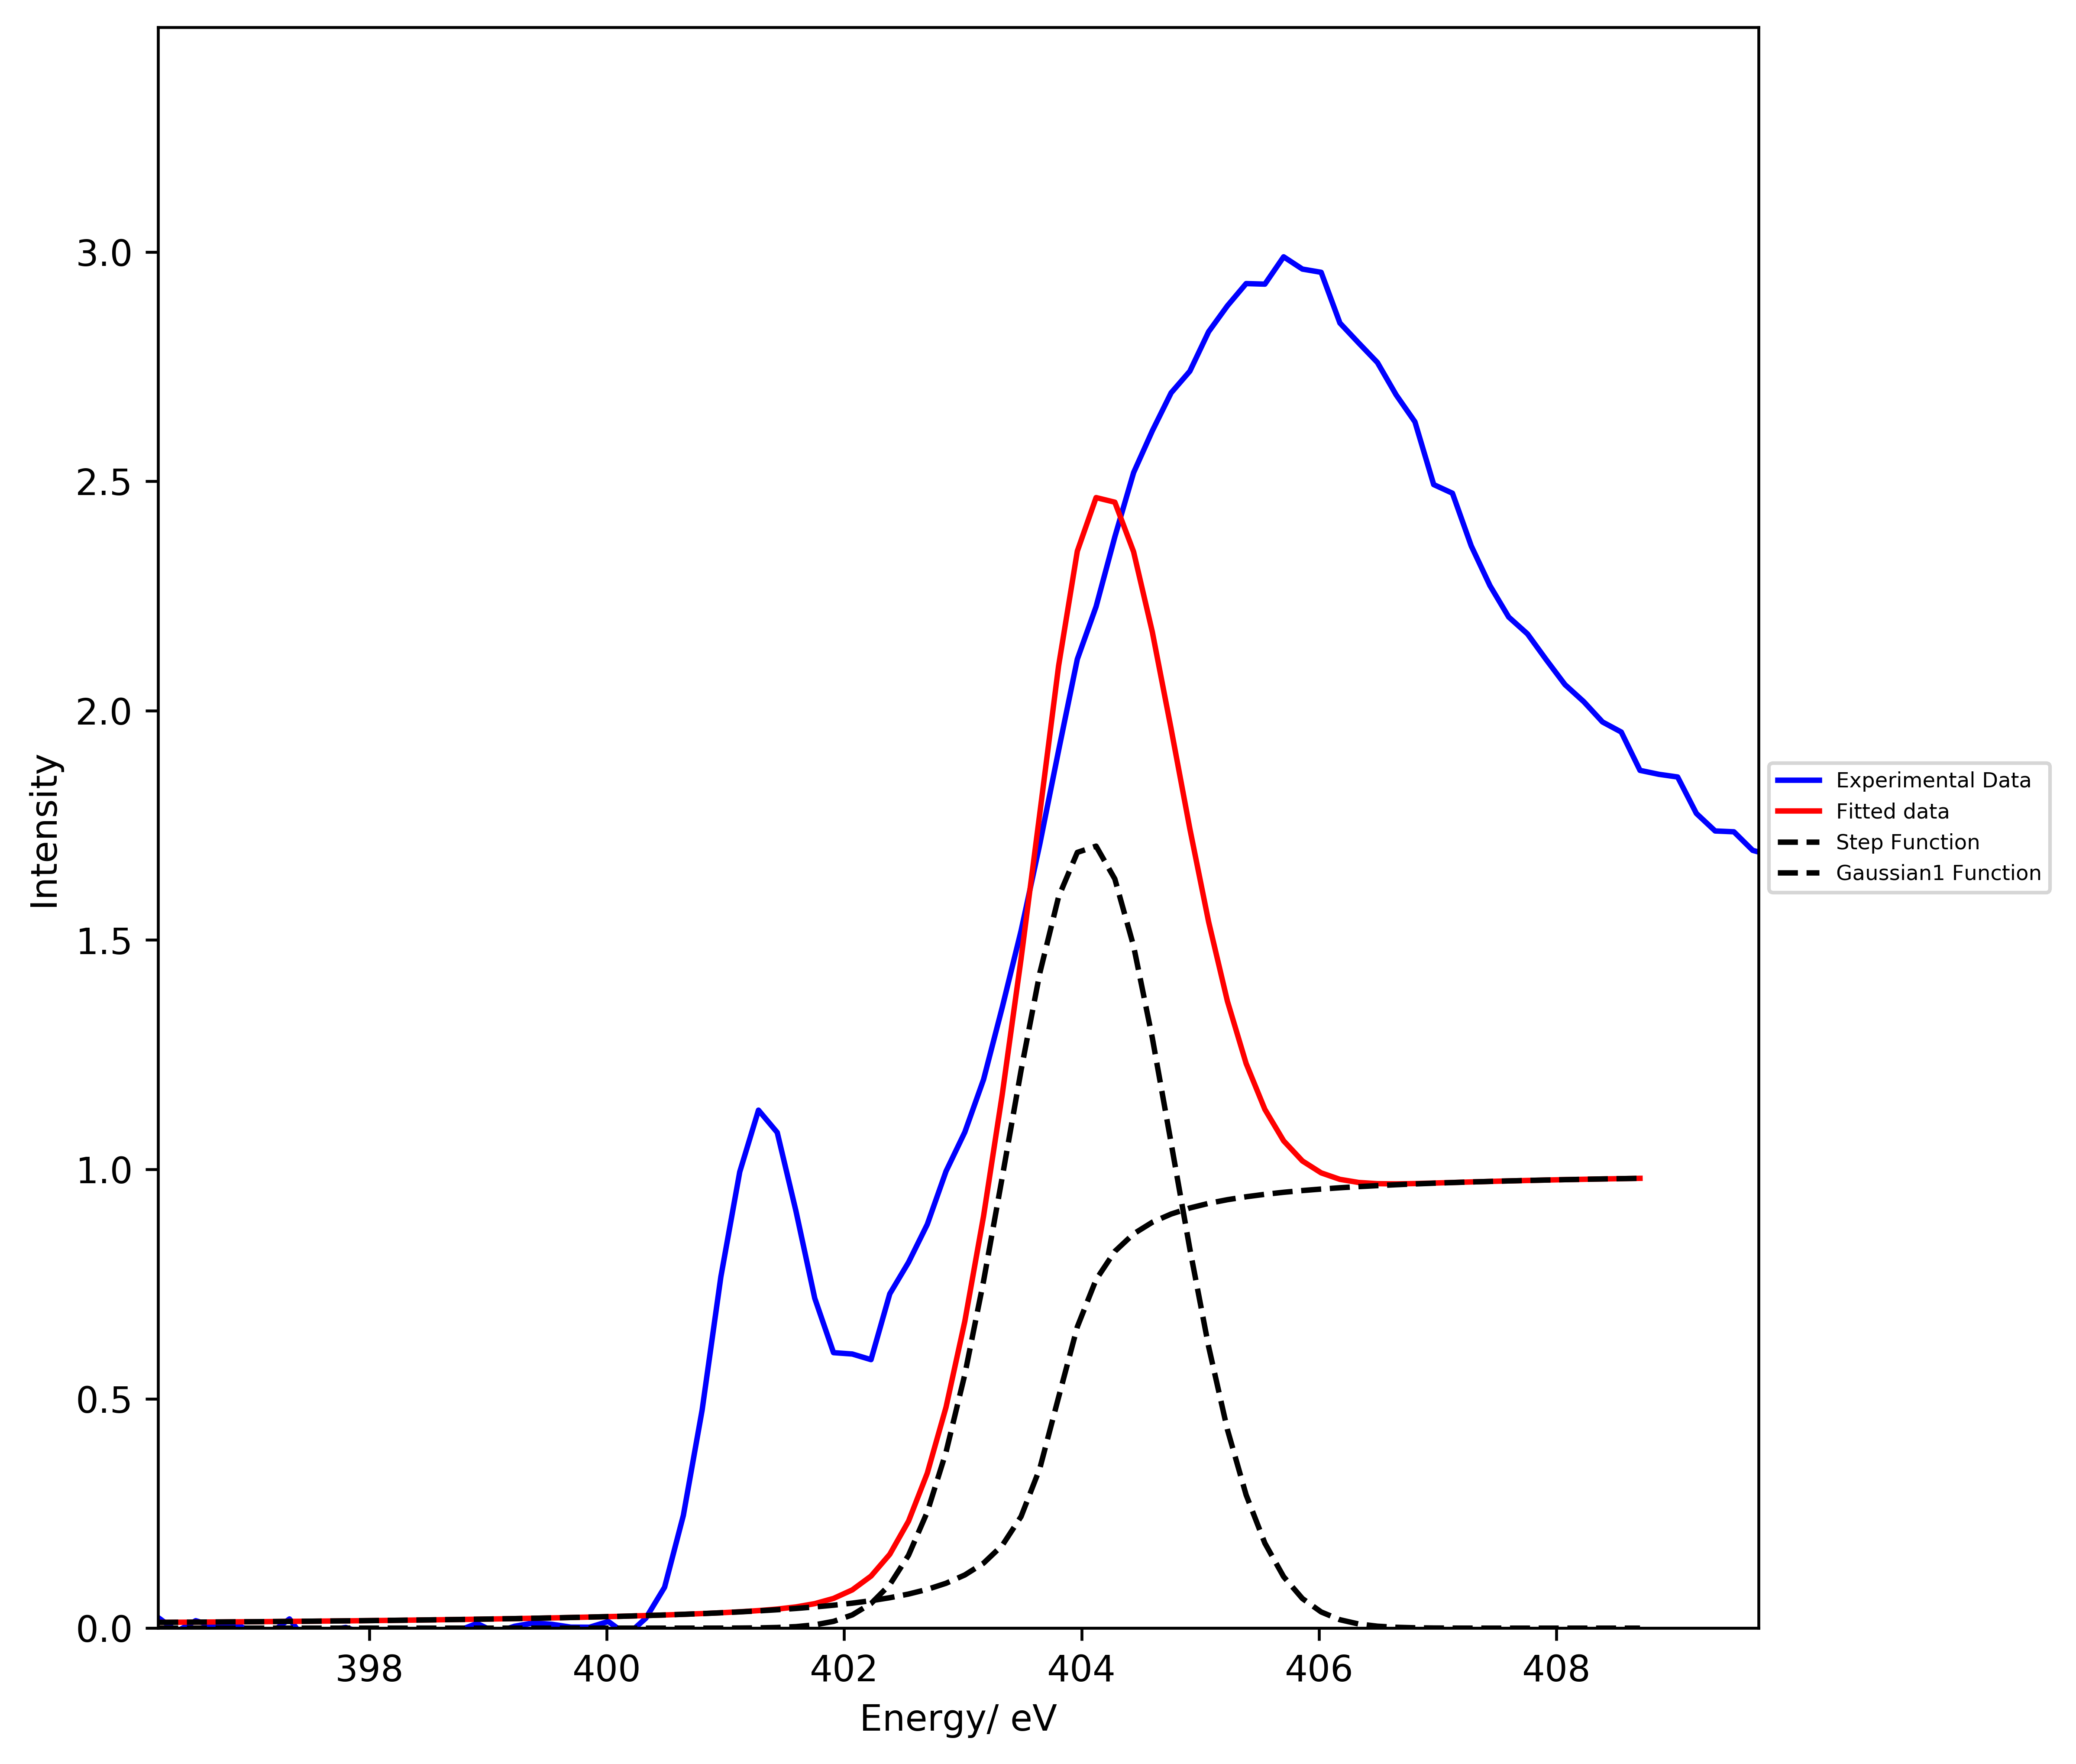 3.0
2.5
2.0
1.5
1.0
0.5
0.0
Intensity
398 400 402 404 406 408
Energy/ eV
Experimental Data
Fitted data
Step Function
Gaussian1 Function